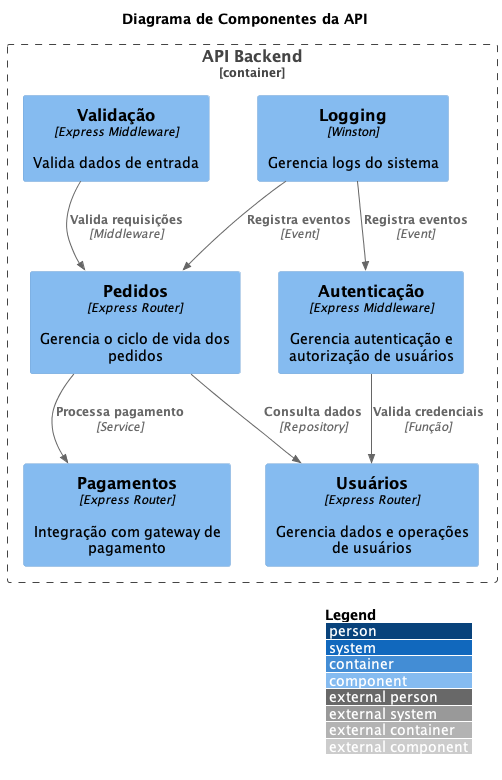 Diagrama de Componentes da API
API Backend
[container]
Validação
[Express Middleware]
Valida dados de entrada
Logging
[Winston]
Gerencia logs do sistema
Valida requisições
[Middleware]
Registra eventos
[Event]
Registra eventos
[Event]
Pedidos
[Express Router]
Gerencia o ciclo de vida dos
pedidos
Autenticação
[Express Middleware]
Gerencia autenticação e
autorização de usuários
Processa pagamento
[Service]
Consulta dados
[Repository]
Valida credenciais
[Função]
Pagamentos
[Express Router]
Integração com gateway de
pagamento
Usuários
[Express Router]
Gerencia dados e operações
de usuários
Legend
person
system
container
component
external person
external system
external container
external component